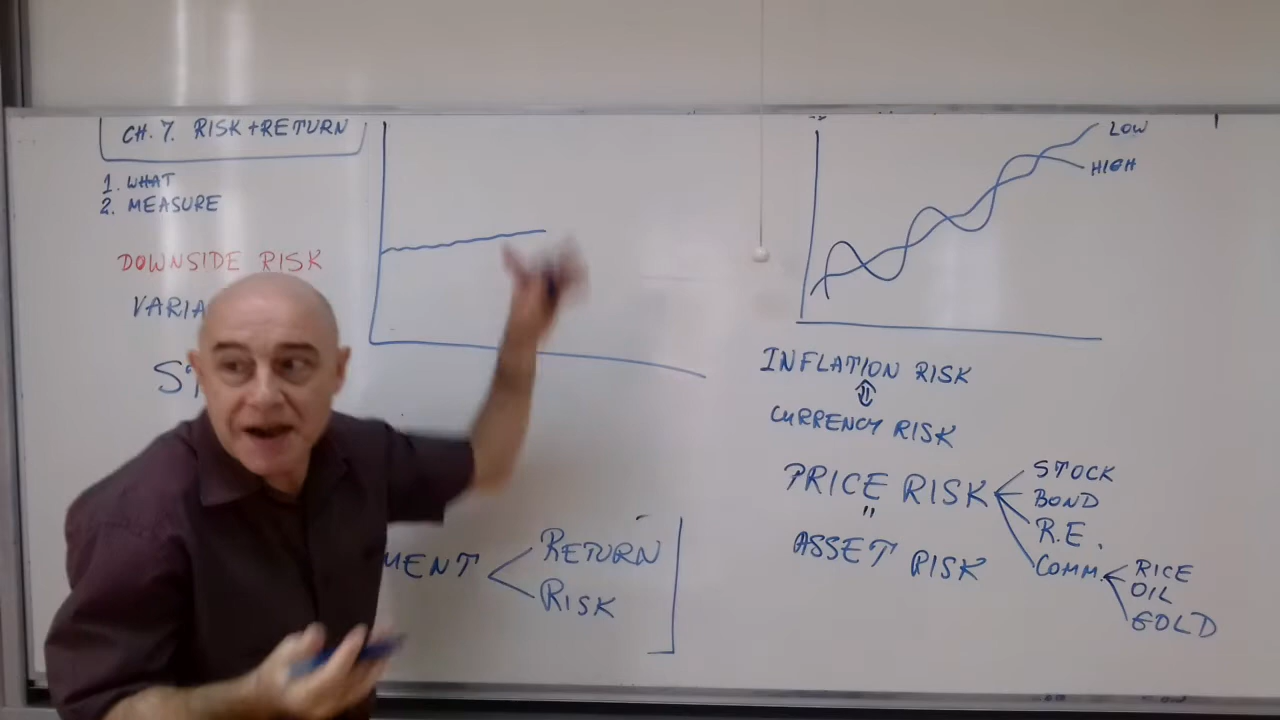 CH. 7. RISK + RETURN
1. WHAT
2. MEASURE
DOWNSIDE RISK
RETURN
RISK
LOW
HIGH
INFLATION RISK
CURRENCY RISK
PRICE RISK
STOCK
BOND
R.E.
COMM.
RICE
OIL
GOLD
"
ASSET RISK